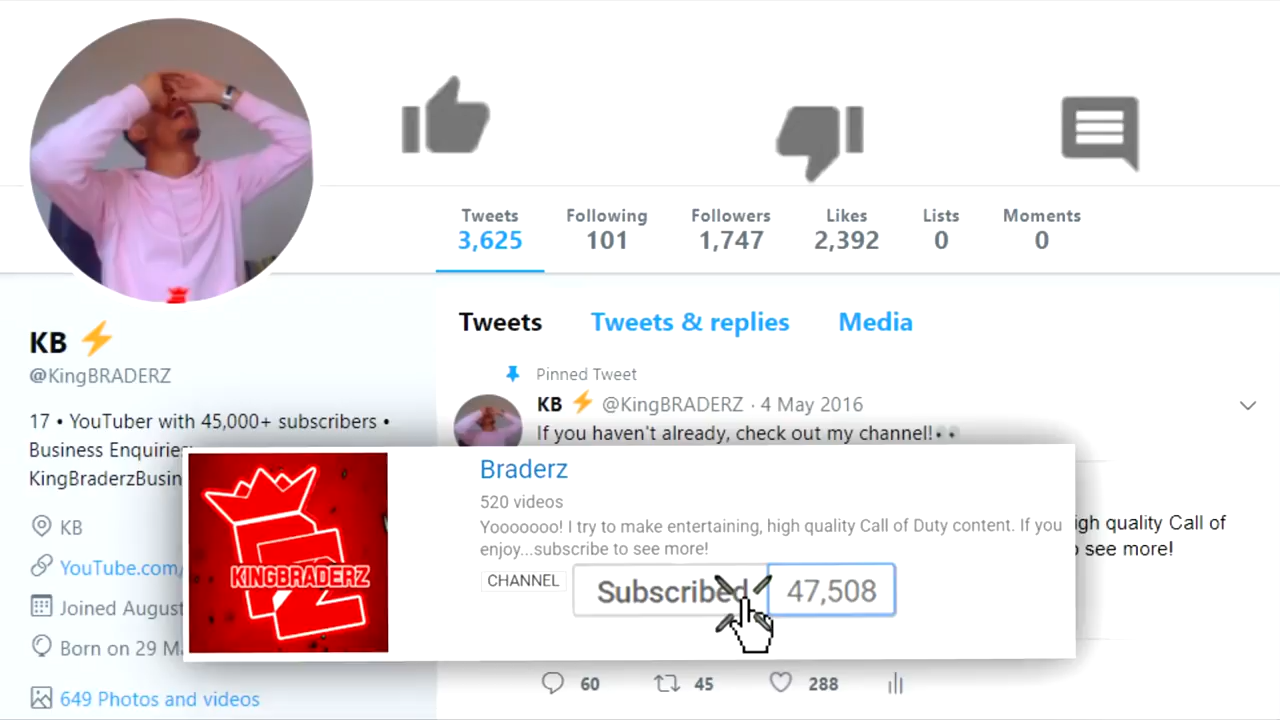 Tweets
3,625
Following
101
Followers
1,747
Likes
2,392
Lists
0
Moments
0
KB
@KingBRADERZ
17 • YouTuber with 45,000+ subscribers •
Business Enquiries
KingBraderzBusin
KB
YouTube.com/
Joined August
Born on 29
649 Photos and videos
Tweets Tweets & replies Media
Pinned Tweet
KB @KingBRADERZ · 4 May 2016
If you haven't already, check out my channel!
KINGBRADERZ
Braderz
520 videos
Yooooooo! I try to make entertaining, high quality Call of Duty content. If you
enjoy...subscribe to see more!
CHANNEL
Subscribed 47,508
igh quality Call of
see more!
60 45 288